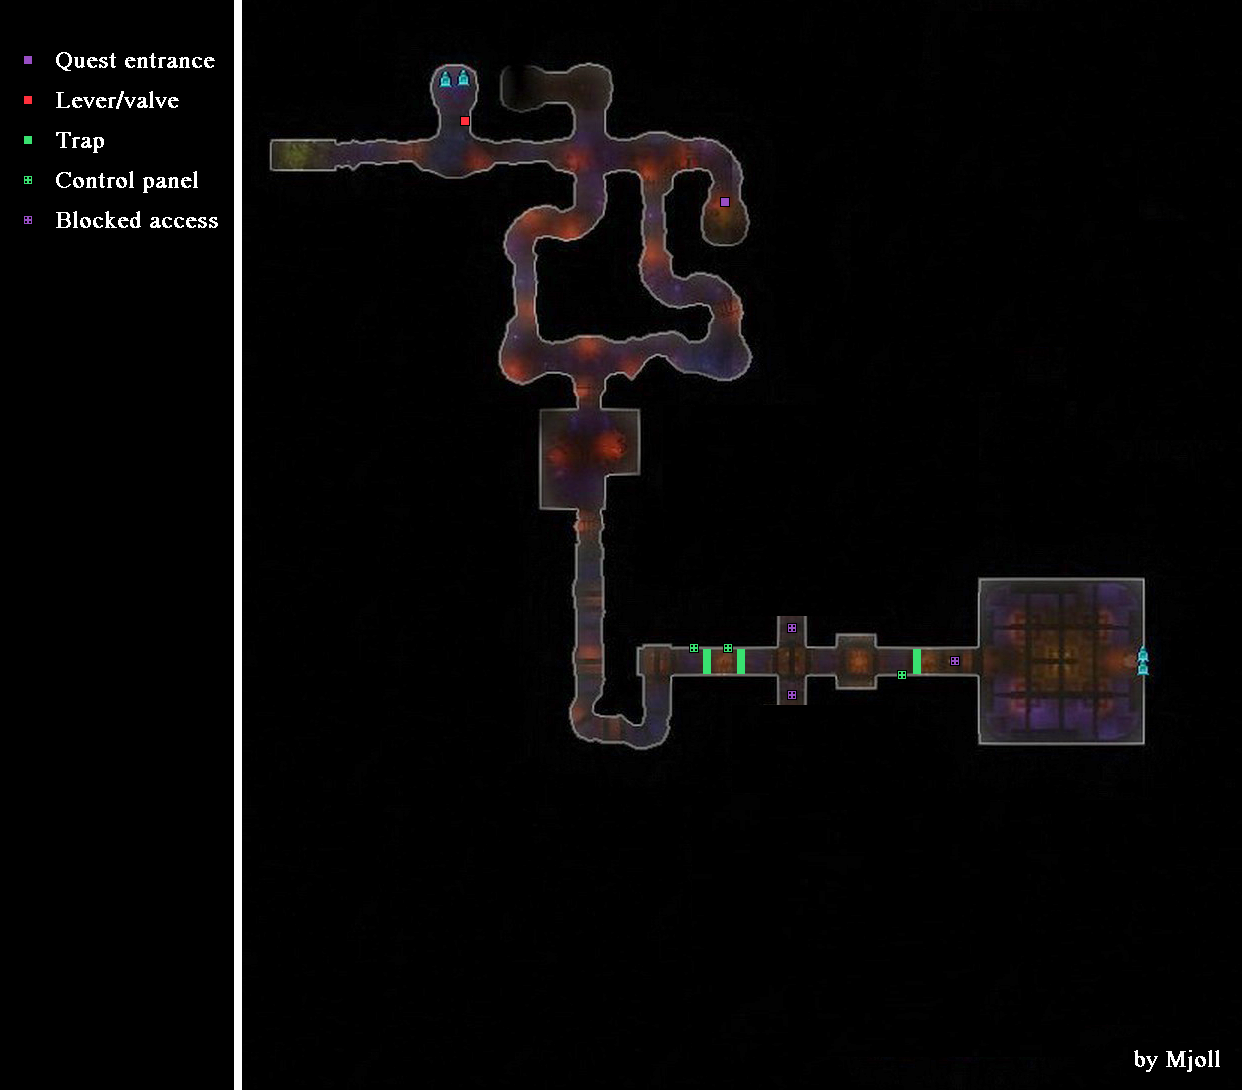 Quest entrance
Lever/valve
Trap
Control panel
Blocked access
by Mjoll